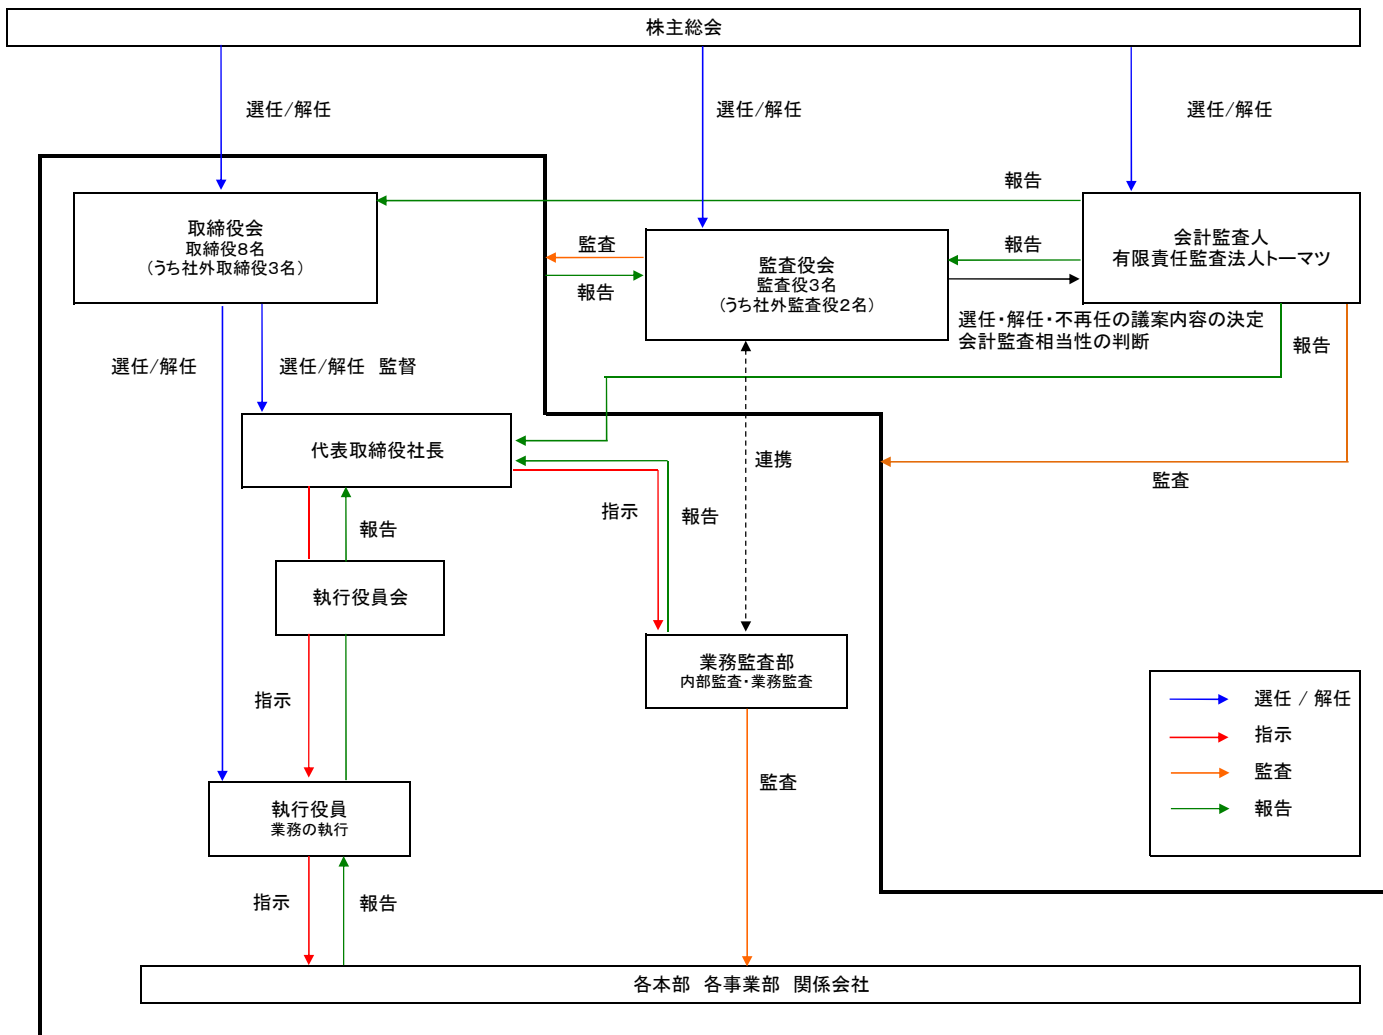 株主総会
選任/解任
選任/解任
選任/解任
報告
取締役会
取締役8名
(うち社外取締役3名)
監査
報告
監査役会
監査役3名
(うち社外監査役2名)
報告
会計監査人
有限責任監査法人トーマツ
選任・解任・不再任の議案内容の決定
会計監査相当性の判断
報告
選任/解任
選任/解任 監督
代表取締役社長
連携
監査
指示
報告
報告
執行役員会
業務監査部
内部監査・業務監査
指示
選任 / 解任
指示
監査
報告
監査
執行役員
業務の執行
指示
報告
各本部 各事業部 関係会社